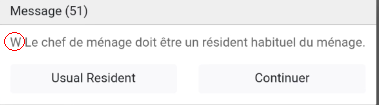 Message (51)
W Le chef de ménage doit être un résident habituel du ménage.
Usual Resident Continuer